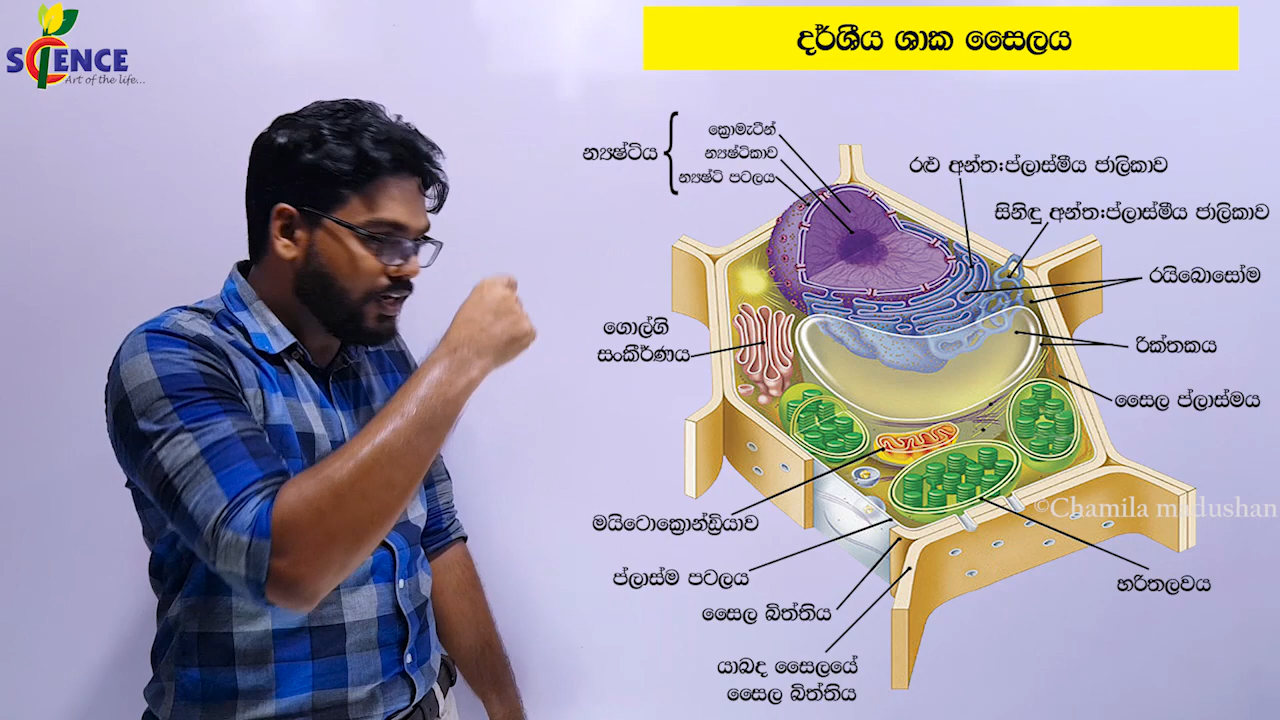 SCIENCE
Art of the life...
දර්ශීය ශාක සෛලය
ක්‍රොමැටින්
න්‍යෂ්ටිය
න්‍යෂ්ටිකාව
න්‍යෂ්ටි පටලය
රළු අන්තඃප්ලාස්මීය ජාලිකාව
සිනිඳු අන්තඃප්ලාස්මීය ජාලිකාව
රයිබොසෝම
ගොල්ගි
සංකීර්ණය
රික්තකය
සෛල ප්ලාස්මය
©Chamila madushan
මයිටොක්‍රොන්ඩ්‍රියාව
ප්ලාස්ම පටලය
හරිතලවය
සෛල බිත්තිය
යාබද සෛලයේ
සෛල බිත්තිය